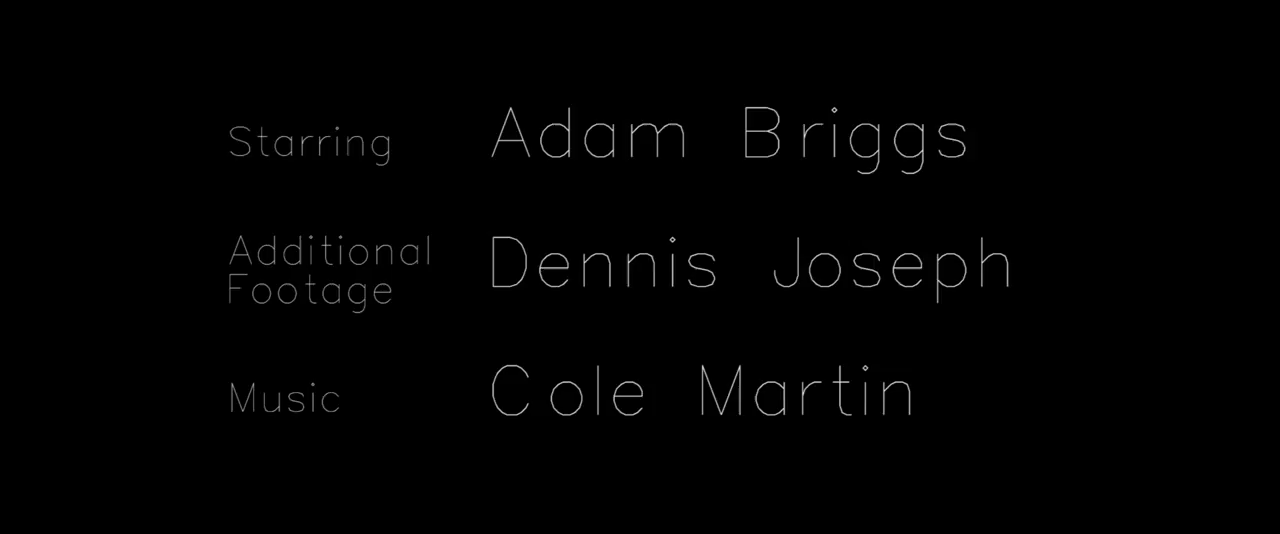 Starring Adam Briggs
Additional
Footage Dennis Joseph
Music Cole Martin